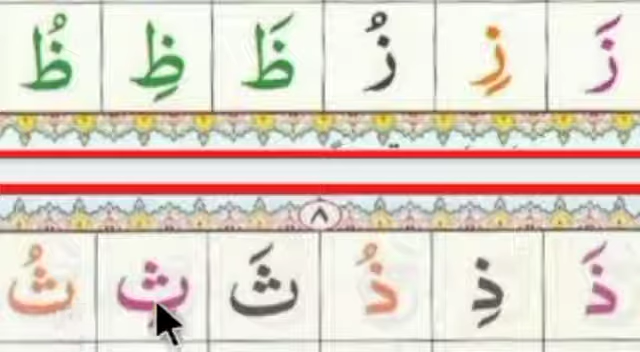 زَ زِ زُ ظَ ظِ ظُ
٨
ذَ ذِ ذُ ثَ ثِ ثُ